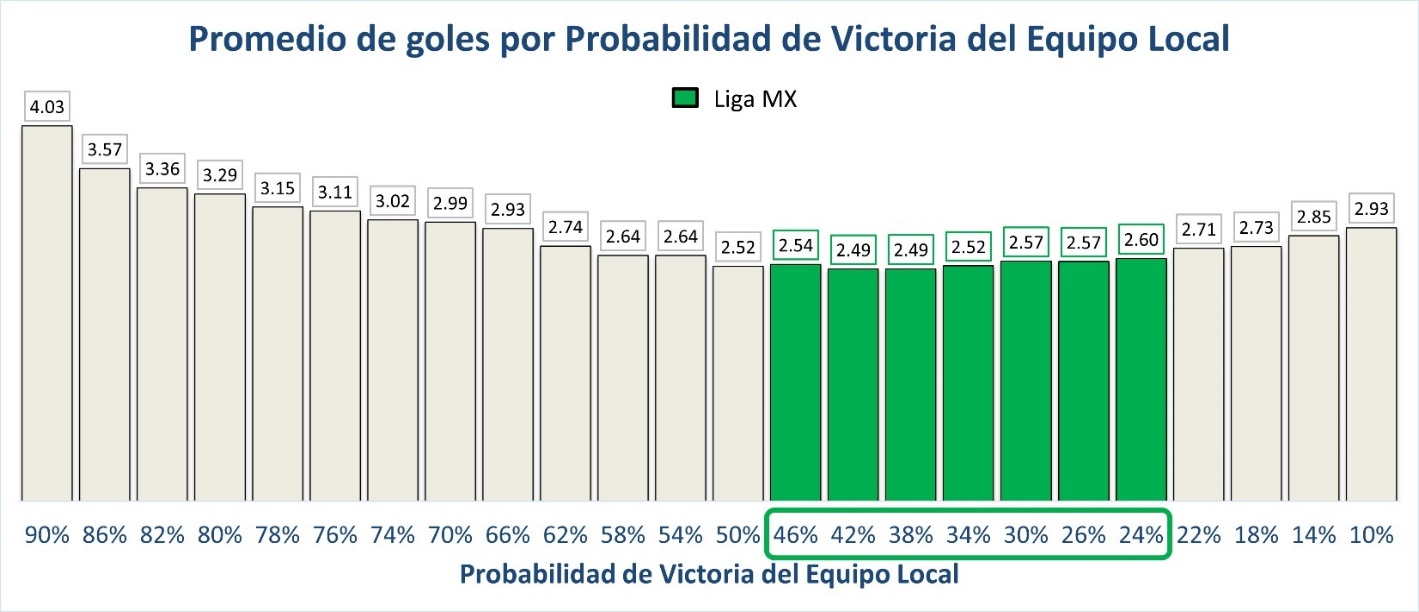 Promedio de goles por Probabilidad de Victoria del Equipo Local
Liga MX
4.03 3.57 3.36 3.29 3.15 3.11 3.02 2.99 2.93 2.74 2.64 2.64 2.52 2.54 2.49 2.49 2.52 2.57 2.57 2.60 2.71 2.73 2.85 2.93
90% 86% 82% 80% 78% 76% 74% 70% 66% 62% 58% 54% 50% 46% 42% 38% 34% 30% 26% 24% 22% 18% 14% 10%
Probabilidad de Victoria del Equipo Local